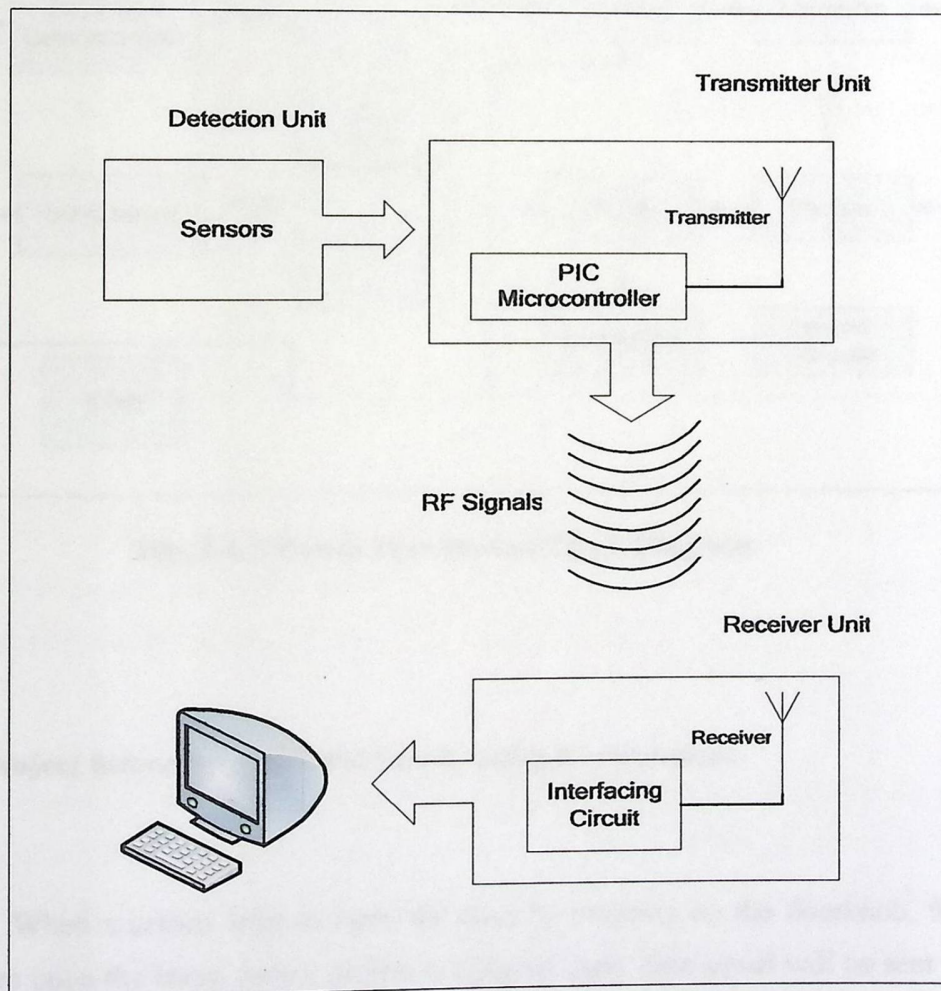 Transmitter Unit
Detection Unit
Sensors
Transmitter
PIC
Microcontroller
RF Signals
Receiver Unit
Receiver
Interfacing
Circuit